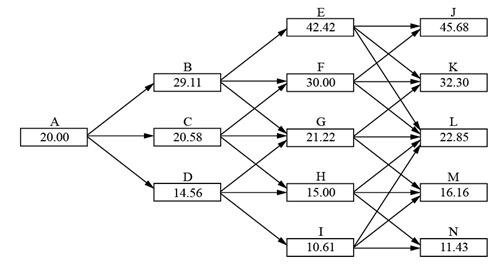 E
42.42
J
45.68
B
29.11
F
30.00
K
32.30
A
20.00
C
20.58
G
21.22
L
22.85
D
14.56
H
15.00
M
16.16
I
10.61
N
11.43